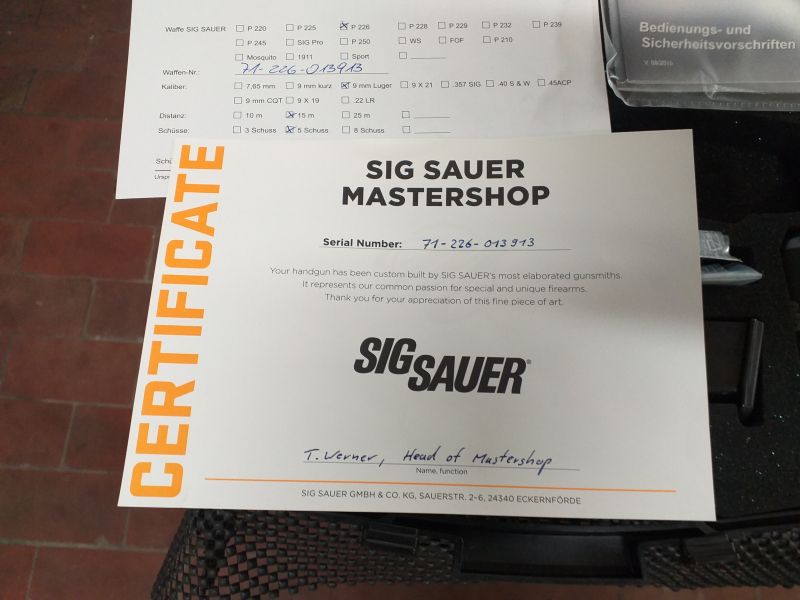 Waffe SIG SAUER P 220 P 225 P 226 P 228 P 229 P 232 P 239
P 245 SIG Pro P 250 WS FOF P 210
Mosquito 1911 Sport
Waffen-Nr.: 71-226-013913
Kaliber: 7,65 mm 9 mm kurz 9 mm Luger 9 X 21 .357 SIG .40 S & W .45ACP
9 mm CQT 9 X 19 .22 LR
Distanz: 10 m 15 m 25 m
Schüsse: 3 Schuss 5 Schuss 8 Schuss
Bedienungs- und
Sicherheitsvorschriften
CERTIFICATE
SIG SAUER
MASTERSHOP
Serial Number: 71-226-013913
Your handgun has been custom built by SIG SAUER's most elaborated gunsmiths.
It represents our common passion for special and unique firearms.
Thank you for your appreciation of this fine piece of art.
SIG SAUER®
T. Werner, Head of Mastershop
Name, function
SIG SAUER GMBH & CO. KG, SAUERSTR. 2–6, 24340 ECKERNFÖRDE